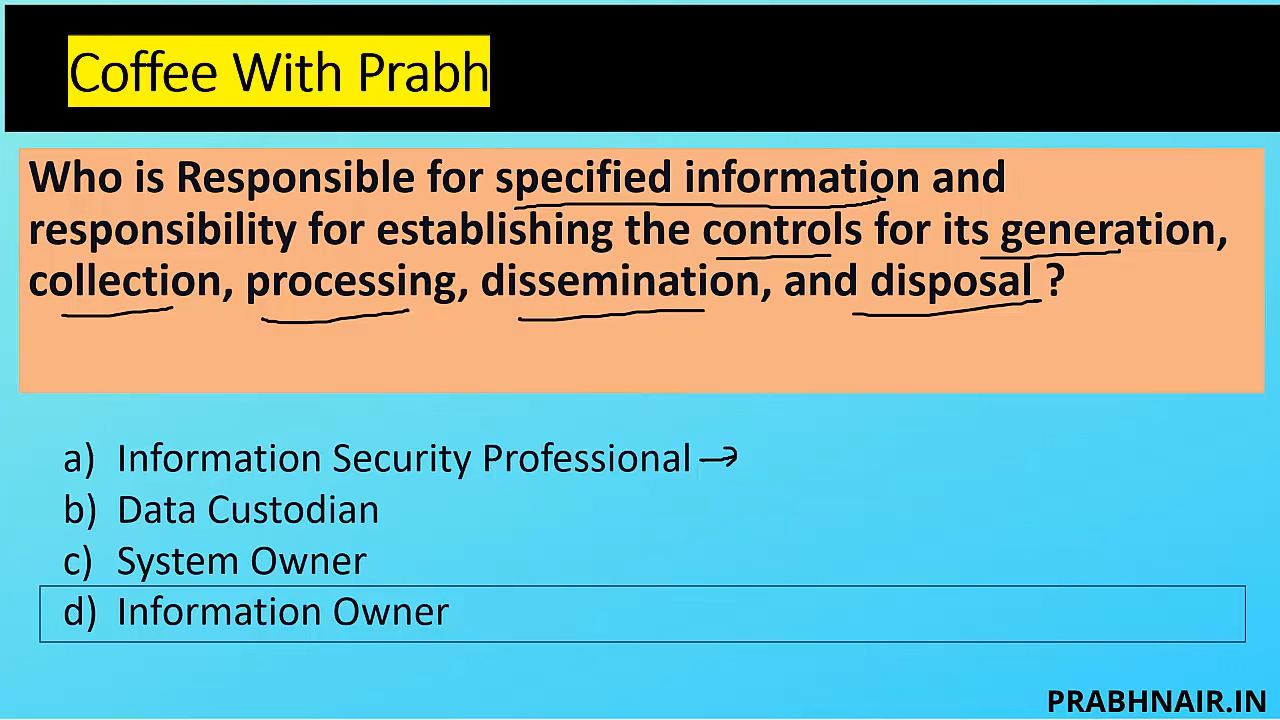 Coffee With Prabh
Who is Responsible for specified information and
responsibility for establishing the controls for its generation,
collection, processing, dissemination, and disposal ?
a) Information Security Professional
b) Data Custodian
c) System Owner
d) Information Owner
PRABHNAIR.IN